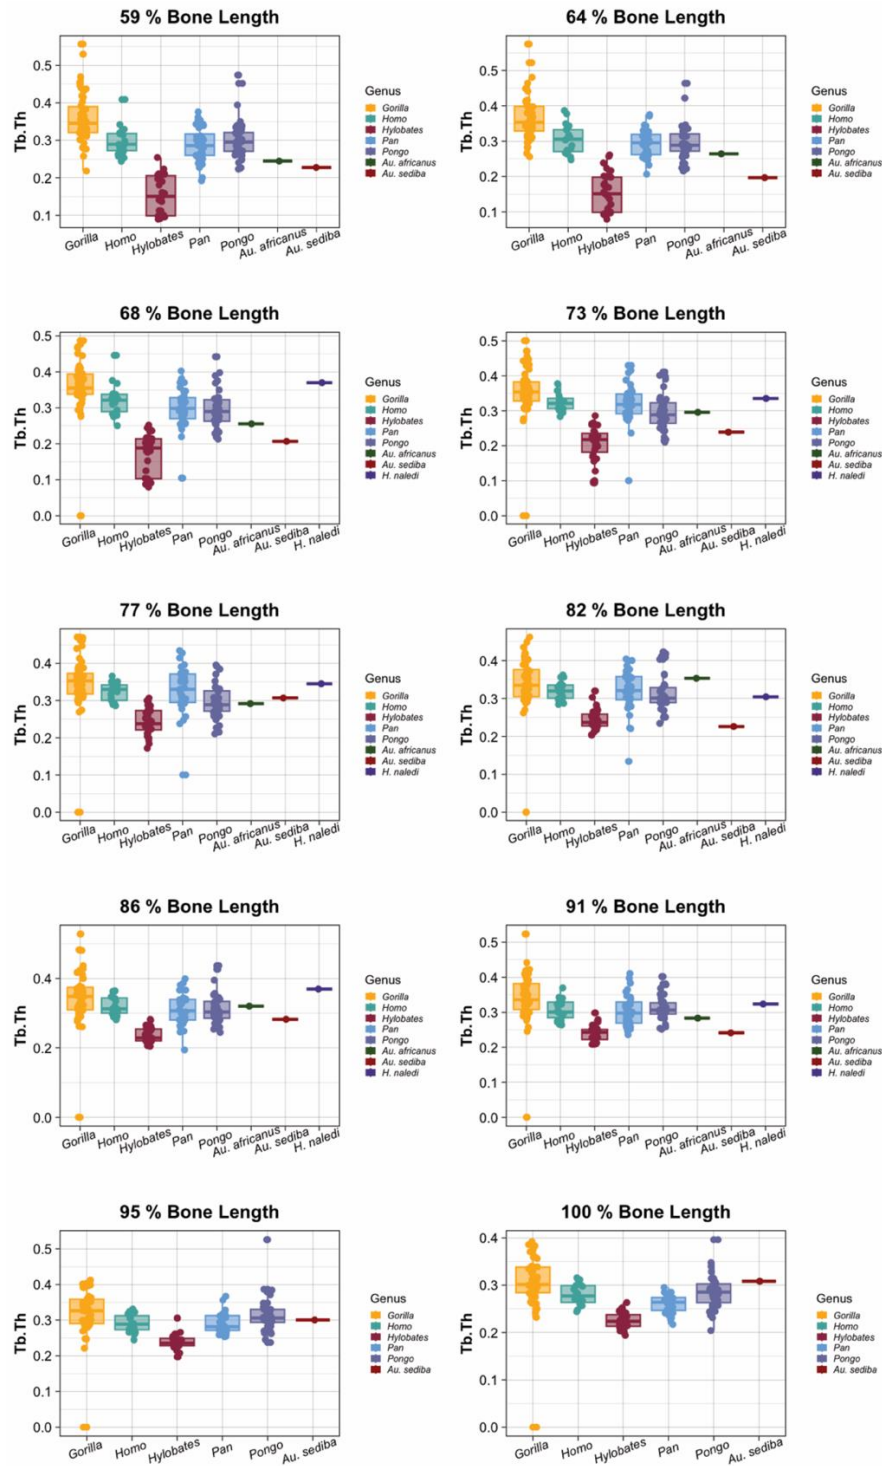 59 % Bone Length
Tb.Th
0.5
0.4
0.3
0.2
0.1
Gorilla
Homo
Hylobates
Pan
Pongo
Au. africanus
Au. sediba
Genus
Gorilla
Homo
Hylobates
Pan
Pongo
Au. africanus
Au. sediba
64 % Bone Length
Tb.Th
0.5
0.4
0.3
0.2
0.1
Gorilla
Homo
Hylobates
Pan
Pongo
Au. africanus
Au. sediba
Genus
Gorilla
Homo
Hylobates
Pan
Pongo
Au. africanus
Au. sediba
68 % Bone Length
Tb.Th
0.5
0.4
0.3
0.2
0.1
0.0
Gorilla
Homo
Hylobates
Pan
Pongo
Au. africanus
Au. sediba
H. naledi
Genus
Gorilla
Homo
Hylobates
Pan
Pongo
Au. africanus
Au. sediba
H. naledi
73 % Bone Length
Tb.Th
0.5
0.4
0.3
0.2
0.1
0.0
Gorilla
Homo
Hylobates
Pan
Pongo
Au. africanus
Au. sediba
H. naledi
Genus
Gorilla
Homo
Hylobates
Pan
Pongo
Au. africanus
Au. sediba
H. naledi
77 % Bone Length
Tb.Th
0.4
0.3
0.2
0.1
0.0
Gorilla
Homo
Hylobates
Pan
Pongo
Au. africanus
Au. sediba
H. naledi
Genus
Gorilla
Homo
Hylobates
Pan
Pongo
Au. africanus
Au. sediba
H. naledi
82 % Bone Length
Tb.Th
0.4
0.3
0.2
0.1
0.0
Gorilla
Homo
Hylobates
Pan
Pongo
Au. africanus
Au. sediba
H. naledi
Genus
Gorilla
Homo
Hylobates
Pan
Pongo
Au. africanus
Au. sediba
H. naledi
86 % Bone Length
Tb.Th
0.4
0.2
0.0
Gorilla
Homo
Hylobates
Pan
Pongo
Au. africanus
Au. sediba
H. naledi
Genus
Gorilla
Homo
Hylobates
Pan
Pongo
Au. africanus
Au. sediba
H. naledi
91 % Bone Length
Tb.Th
0.5
0.4
0.3
0.2
0.1
0.0
Gorilla
Homo
Hylobates
Pan
Pongo
Au. africanus
Au. sediba
H. naledi
Genus
Gorilla
Homo
Hylobates
Pan
Pongo
Au. africanus
Au. sediba
H. naledi
95 % Bone Length
Tb.Th
0.5
0.4
0.3
0.2
0.1
0.0
Gorilla
Homo
Hylobates
Pan
Pongo
Au. sediba
Genus
Gorilla
Homo
Hylobates
Pan
Pongo
Au. sediba
100 % Bone Length
Tb.Th
0.4
0.3
0.2
0.1
0.0
Gorilla
Homo
Hylobates
Pan
Pongo
Au. sediba
Genus
Gorilla
Homo
Hylobates
Pan
Pongo
Au. sediba